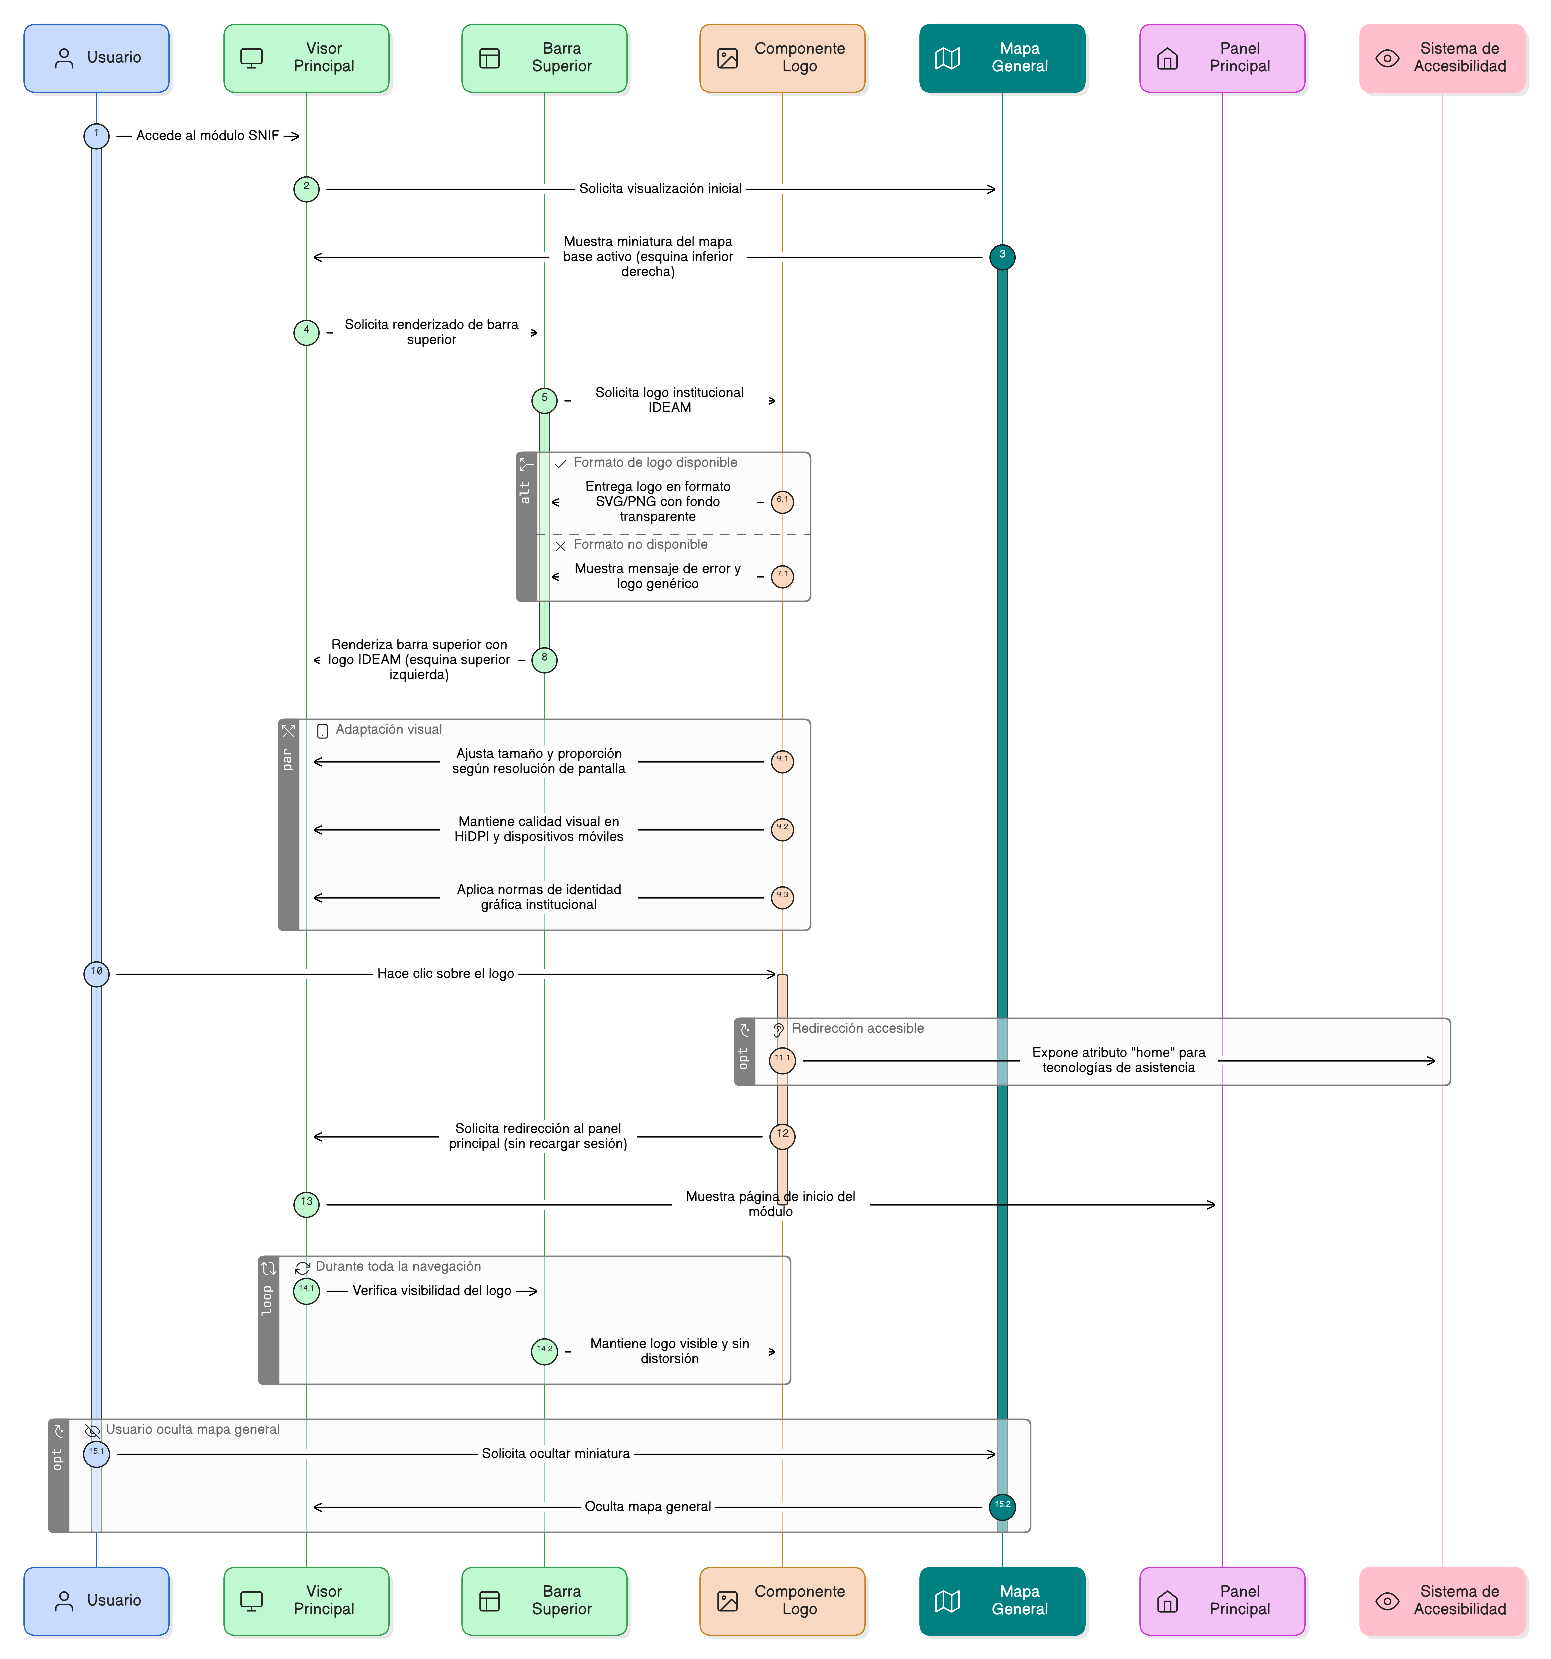 Usuario
Visor
Principal
Barra
Superior
Componente
Logo
Mapa
General
Panel
Principal
Sistema de
Accesibilidad
1
Accede al módulo SNIF
2
Solicita visualización inicial
Muestra miniatura del mapa
base activo (esquina inferior
derecha)
3
4
Solicita renderizado de barra
superior
5
Solicita logo institucional
IDEAM
alt
Formato de logo disponible
Entrega logo en formato
SVG/PNG con fondo
transparente
6.1
Formato no disponible
Muestra mensaje de error y
logo genérico
7.1
Renderiza barra superior con
logo IDEAM (esquina superior
izquierda)
8
par
Adaptación visual
Ajusta tamaño y proporción
según resolución de pantalla
9.1
Mantiene calidad visual en
HiDPI y dispositivos móviles
9.2
Aplica normas de identidad
gráfica institucional
9.3
10
Hace clic sobre el logo
opt
Redirección accesible
11.1
Expone atributo "home" para
tecnologías de asistencia
Solicita redirección al panel
principal (sin recargar sesión)
12
13
Muestra página de inicio del
módulo
loop
Durante toda la navegación
14.1
Verifica visibilidad del logo
14.2
Mantiene logo visible y sin
distorsión
opt
Usuario oculta mapa general
15.1
Solicita ocultar miniatura
Oculta mapa general
15.2
Usuario
Visor
Principal
Barra
Superior
Componente
Logo
Mapa
General
Panel
Principal
Sistema de
Accesibilidad